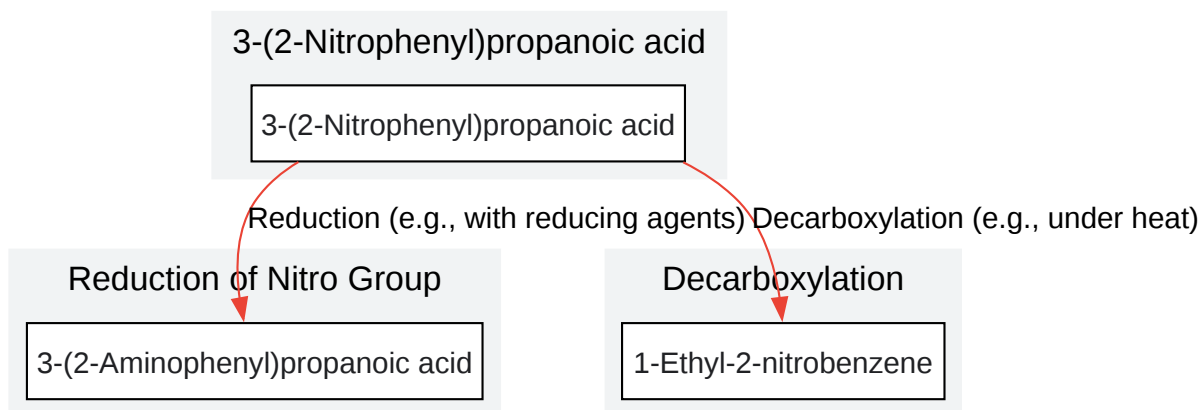 3-(2-Nitrophenyl)propanoic acid
3-(2-Nitrophenyl)propanoic acid
Reduction (e.g., with reducing agents)
Decarboxylation (e.g., under heat)
Reduction of Nitro Group
Decarboxylation
3-(2-Aminophenyl)propanoic acid
1-Ethyl-2-nitrobenzene